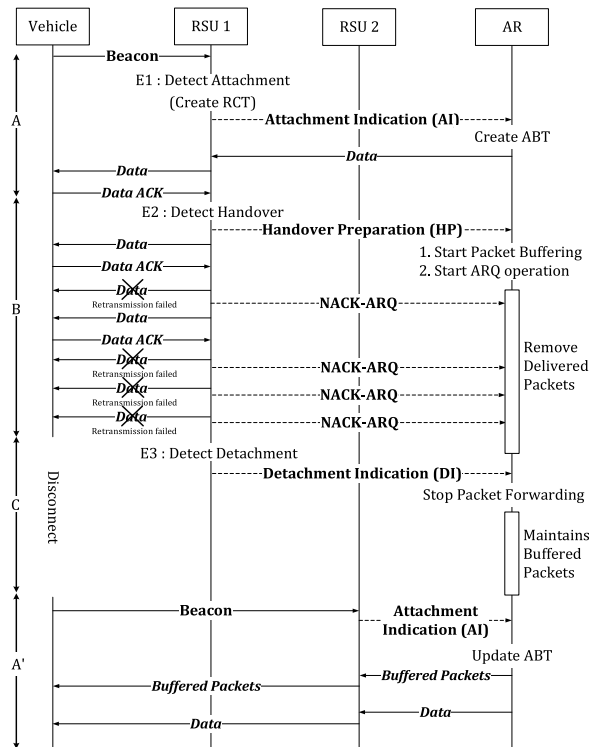 Vehicle
RSU 1
RSU 2
AR
Beacon
E1 : Detect Attachment
(Create RCT)
A
Attachment Indication (AI)
Create ABT
Data
Data
Data ACK
E2 : Detect Handover
Handover Preparation (HP)
Data
1. Start Packet Buffering
2. Start ARQ operation
Data ACK
Data
Retransmission failed
NACK-ARQ
B
Data
Data ACK
Remove
Delivered
Packets
Data
Retransmission failed
NACK-ARQ
Data
Retransmission failed
NACK-ARQ
Data
Retransmission failed
NACK-ARQ
E3 : Detect Detachment
Detachment Indication (DI)
Stop Packet Forwarding
C
Disconnect
Maintains
Buffered
Packets
Beacon
Attachment
Indication (AI)
A'
Update ABT
Buffered Packets
Buffered Packets
Data
Data